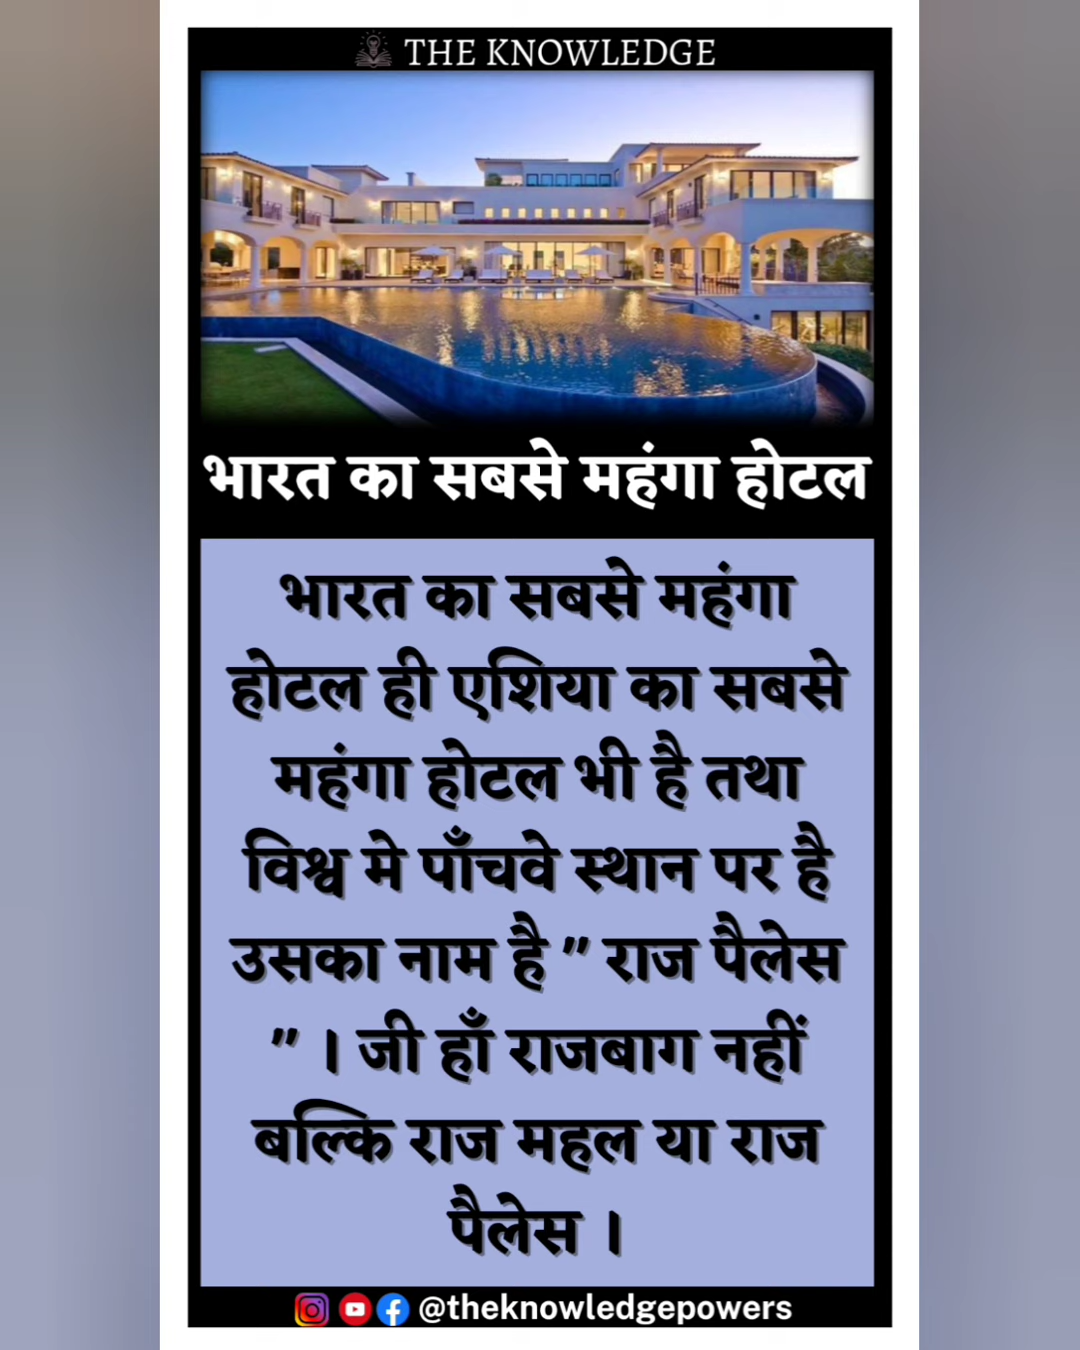 THE KNOWLEDGE
भारत का सबसे महंगा होटल
भारत का सबसे महंगा
होटल ही एशिया का सबसे
महंगा होटल भी है तथा
विश्व मे पाँचवे स्थान पर है
उसका नाम है " राज पैलेस
" । जी हाँ राजबाग नहीं
बल्कि राज महल या राज
पैलेस ।
@theknowledgepowers